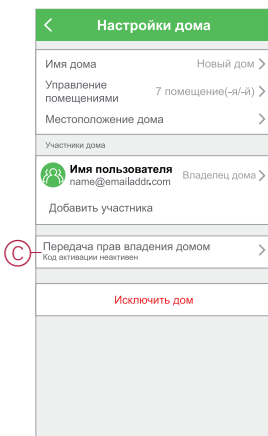 Настройки дома
Имя дома Новый дом
Управление
помещениями 7 помещение(-я/-й)
Местоположение дома
Участники дома
Имя пользователя
name@emailaddr.com Владелец дома
Добавить участника
C Передача прав владения домом
Код активации неактивен
Исключить дом